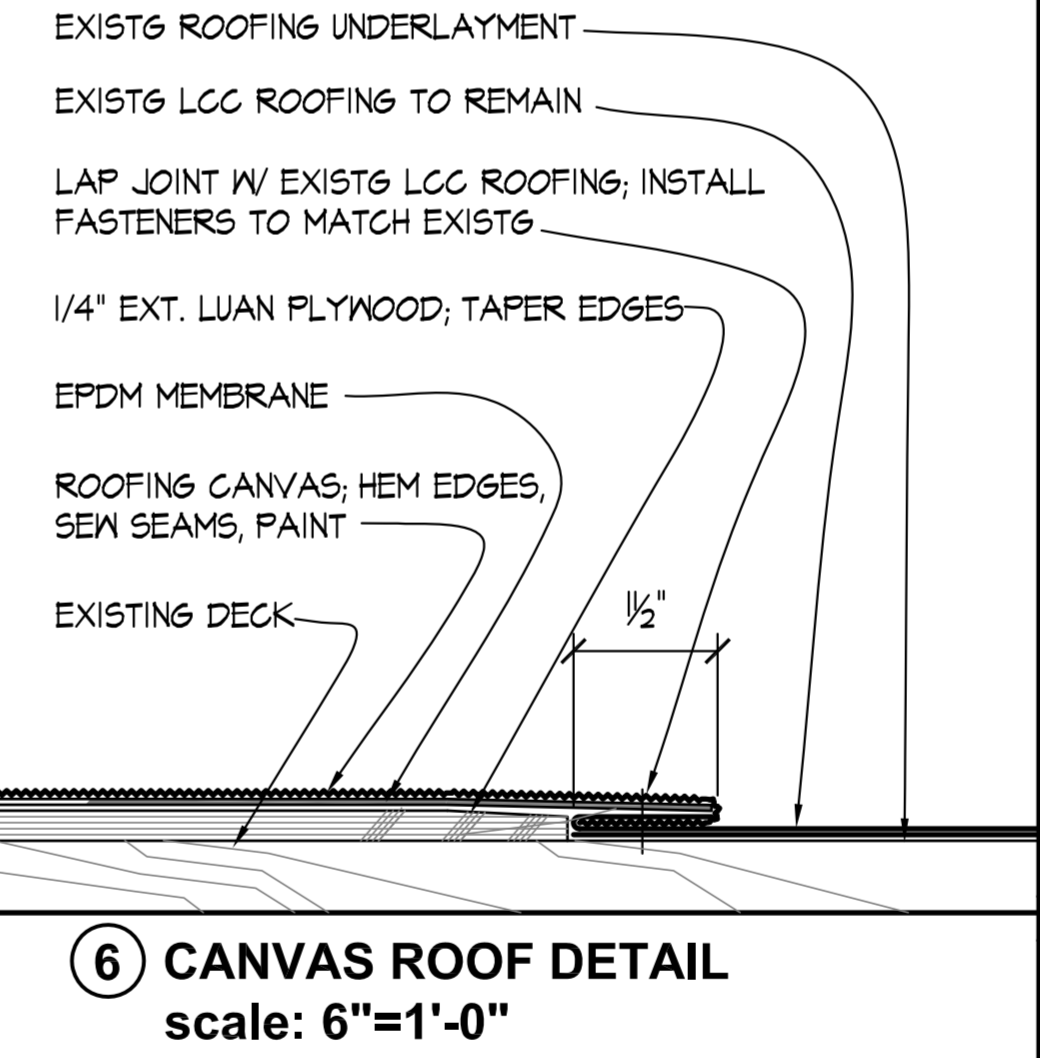 EXISTG ROOFING UNDERLAYMENT
EXISTG LCC ROOFING TO REMAIN
LAP JOINT W/ EXISTG LCC ROOFING; INSTALL
FASTENERS TO MATCH EXISTG
1/4" EXT. LUAN PLYWOOD; TAPER EDGES
EPDM MEMBRANE
ROOFING CANVAS; HEM EDGES,
SEW SEAMS, PAINT
EXISTING DECK
1½"
6 CANVAS ROOF DETAIL
scale: 6"=1'-0"